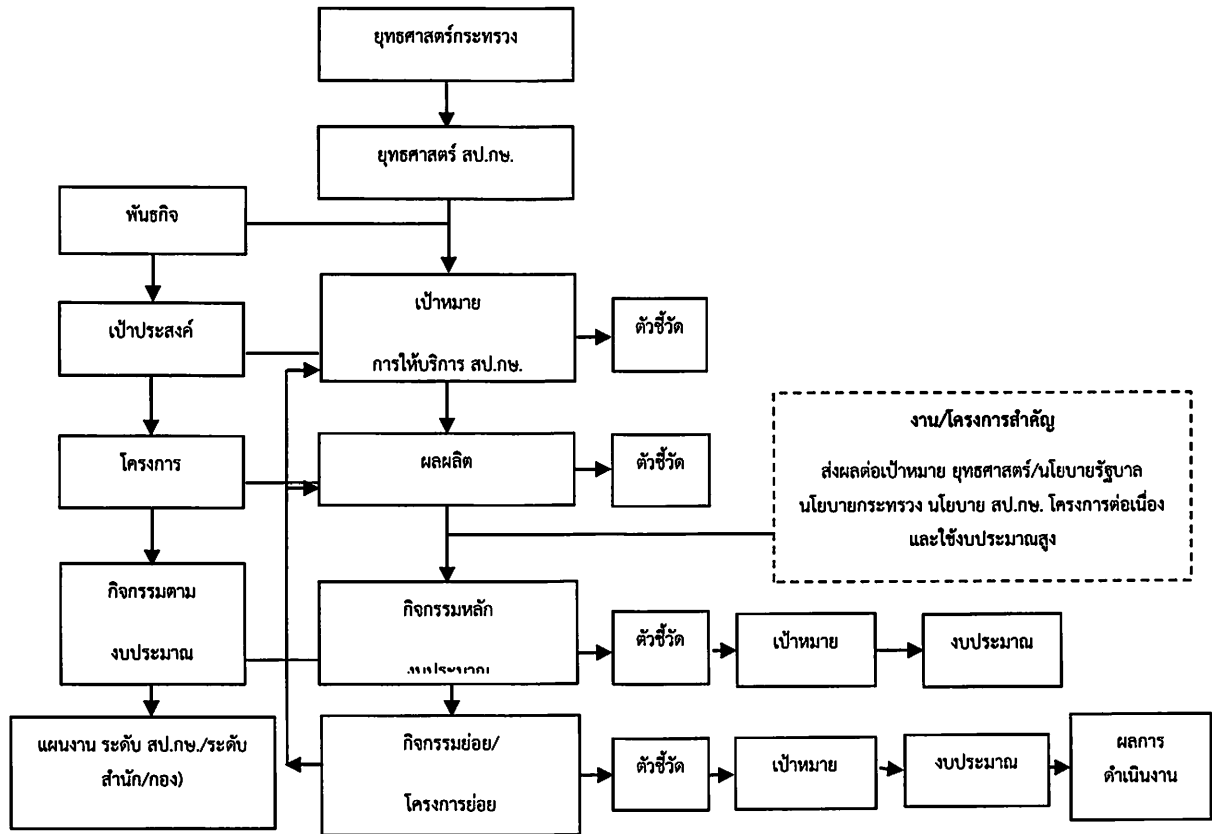 ยุทธศาสตร์กระทรวง
ยุทธศาสตร์ สป.กษ.
พันธกิจ
เป้าหมาย
การให้บริการ สป.กษ.
ตัวชี้วัด
เป้าประสงค์
งาน/โครงการสำคัญ
ส่งผลต่อเป้าหมาย ยุทธศาสตร์/นโยบายรัฐบาล
นโยบายกระทรวง นโยบาย สป.กษ. โครงการต่อเนื่อง
และใช้งบประมาณสูง
โครงการ
ผลผลิต
ตัวชี้วัด
กิจกรรมตาม
งบประมาณ
กิจกรรมหลัก
งบประมาณ
ตัวชี้วัด
เป้าหมาย
งบประมาณ
แผนงาน ระดับ สป.กษ./ระดับ
สำนัก/กอง)
กิจกรรมย่อย/
โครงการย่อย
ตัวชี้วัด
เป้าหมาย
งบประมาณ
ผลการ
ดำเนินงาน